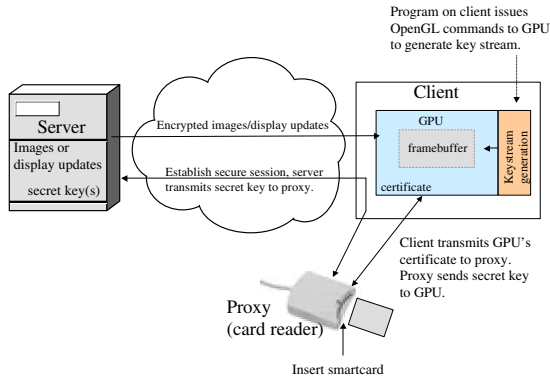 Program on client issues
OpenGL commands to GPU
to generate key stream.
Client
GPU
framebuffer
Keystream
generation
certificate
Server
Images or
display updates
secret key(s)
Encrypted images/display updates
Establish secure session, server
transmits secret key to proxy.
Client transmits GPU's
certificate to proxy.
Proxy sends secret key
to GPU.
Proxy
(card reader)
Insert smartcard